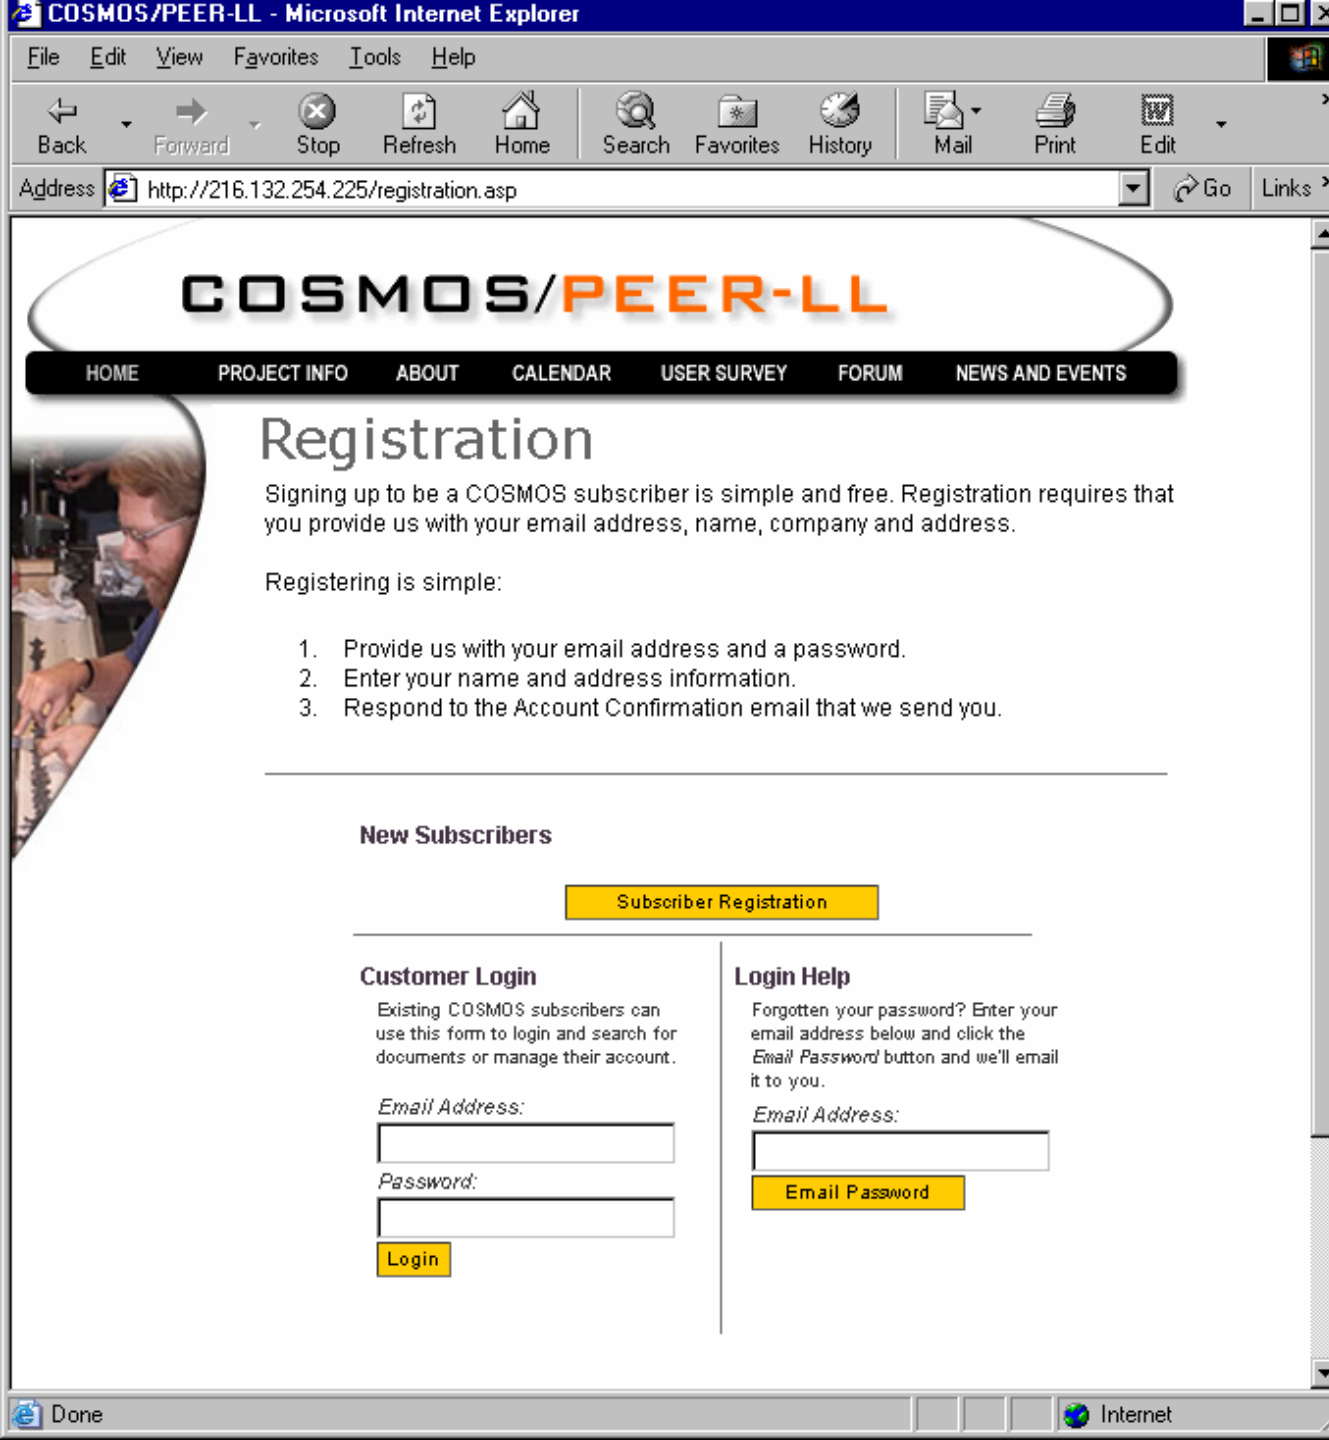 COSMOS/PEER-LL - Microsoft Internet Explorer
File Edit View Favorites Tools Help
Back Forward Stop Refresh Home Search Favorites History Mail Print Edit
Address http://216.132.254.225/registration.asp Go Links
COSMOS/PEER-LL
HOME PROJECT INFO ABOUT CALENDAR USER SURVEY FORUM NEWS AND EVENTS
Registration
Signing up to be a COSMOS subscriber is simple and free. Registration requires that
you provide us with your email address, name, company and address.
Registering is simple:
1. Provide us with your email address and a password.
2. Enter your name and address information.
3. Respond to the Account Confirmation email that we send you.
New Subscribers
Subscriber Registration
Customer Login
Existing COSMOS subscribers can
use this form to login and search for
documents or manage their account.
Email Address:
Password:
Login
Login Help
Forgotten your password? Enter your
email address below and click the
Email Password button and we'll email
it to you.
Email Address:
Email Password
Done Internet